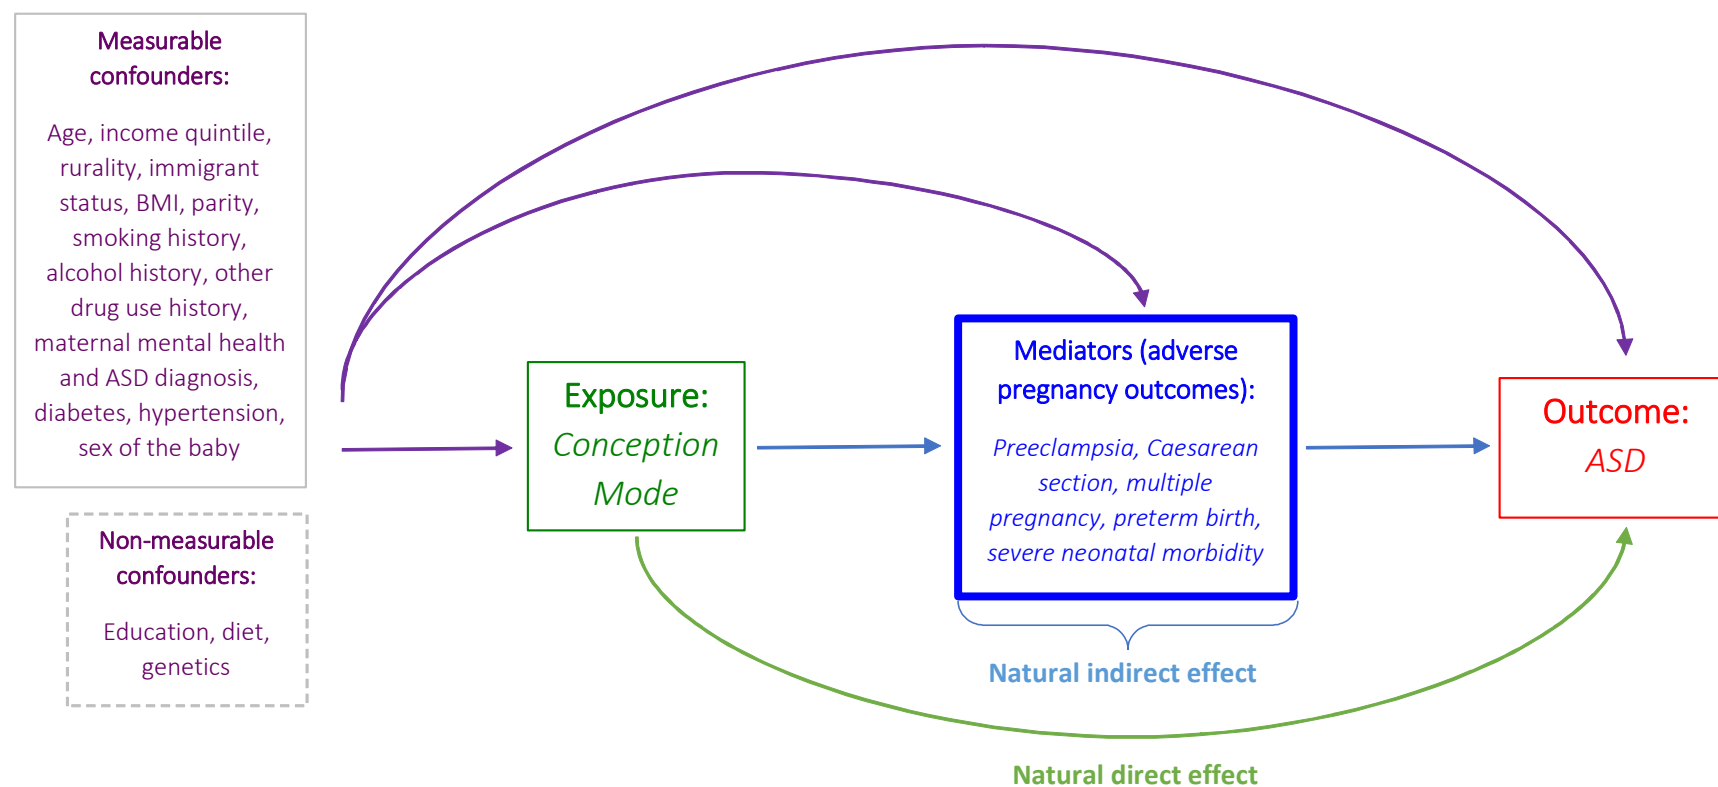 Measurable
confounders:
Age, income quintile,
rurality, immigrant
status, BMI, parity,
smoking history,
alcohol history, other
drug use history,
maternal mental health
and ASD diagnosis,
diabetes, hypertension,
sex of the baby
Non-measurable
confounders:
Education, diet,
genetics
Exposure:
Conception
Mode
Mediators (adverse
pregnancy outcomes):
Preeclampsia, Caesarean
section, multiple
pregnancy, preterm birth,
severe neonatal morbidity
Natural indirect effect
Natural direct effect
Outcome:
ASD